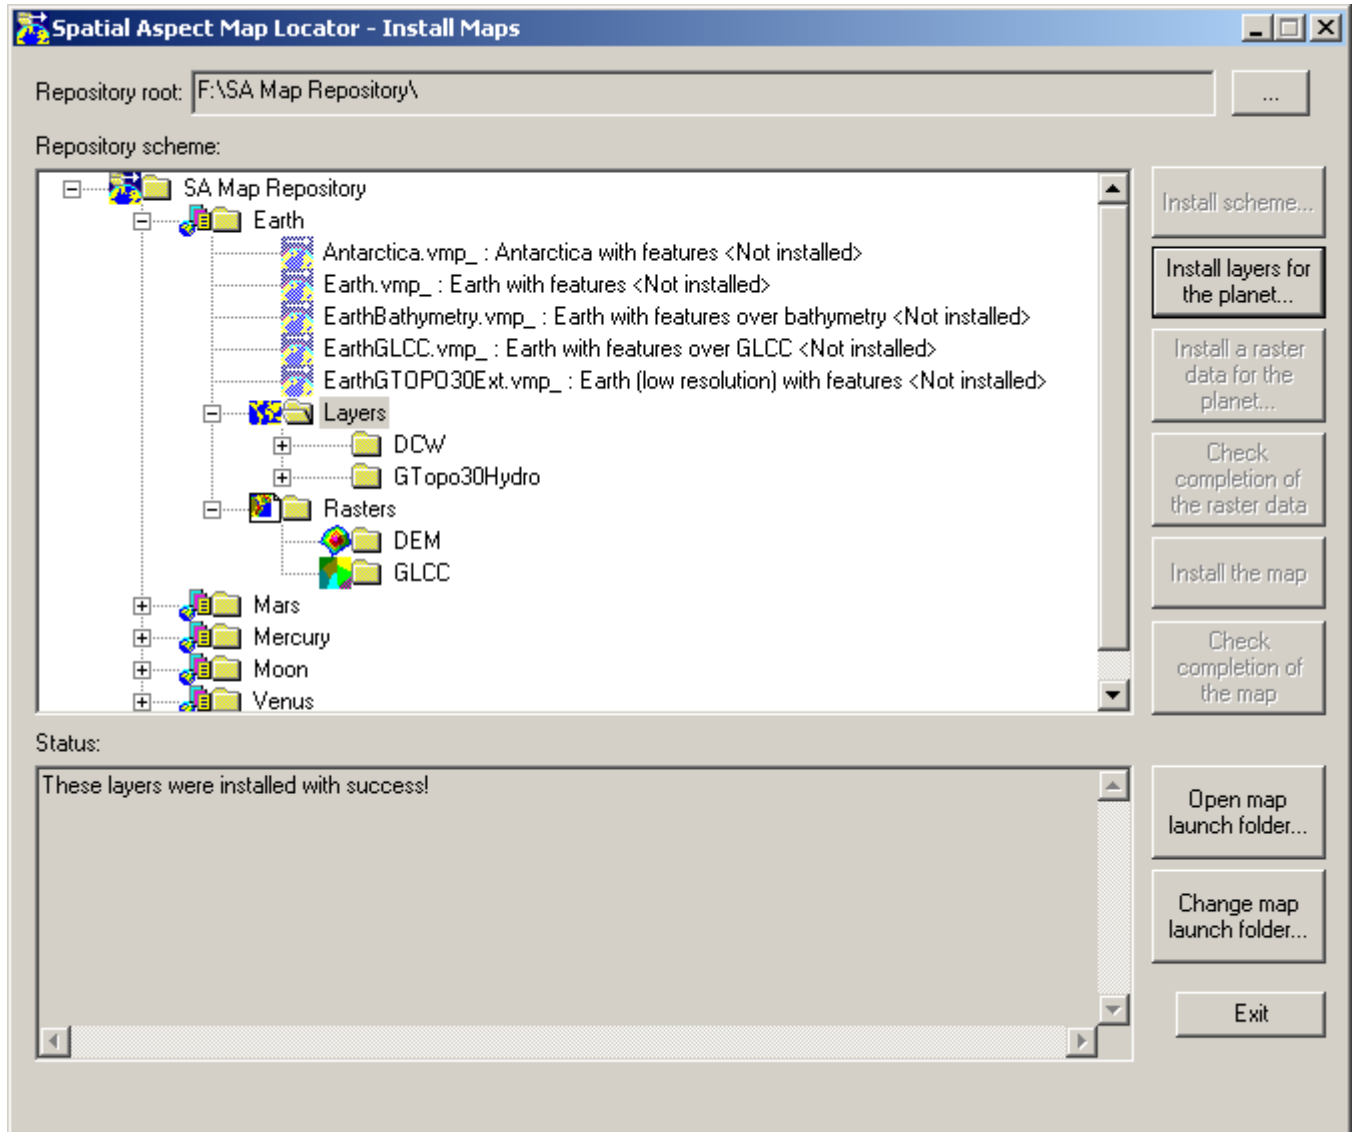 Spatial Aspect Map Locator - Install Maps
Repository root: F:\SA Map Repository\ ...
Repository scheme:
SA Map Repository
Earth
Antarctica.vmp_ : Antarctica with features <Not installed>
Earth.vmp_ : Earth with features <Not installed>
EarthBathymetry.vmp_ : Earth with features over bathymetry <Not installed>
EarthGLCC.vmp_ : Earth with features over GLCC <Not installed>
EarthGTOPO30Ext.vmp_ : Earth (low resolution) with features <Not installed>
Layers
DCW
GTopo30Hydro
Rasters
DEM
GLCC
Mars
Mercury
Moon
Venus
Install scheme...
Install layers for
the planet...
Install a raster
data for the
planet...
Check
completion of
the raster data
Install the map
Check
completion of
the map
Status:
These layers were installed with success!
Open map
launch folder...
Change map
launch folder...
Exit